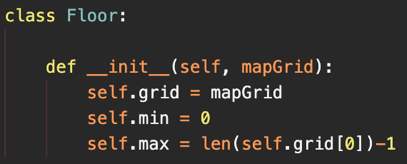 class Floor:
    def __init__(self, mapGrid):
        self.grid = mapGrid
        self.min = 0
        self.max = len(self.grid[0])-1